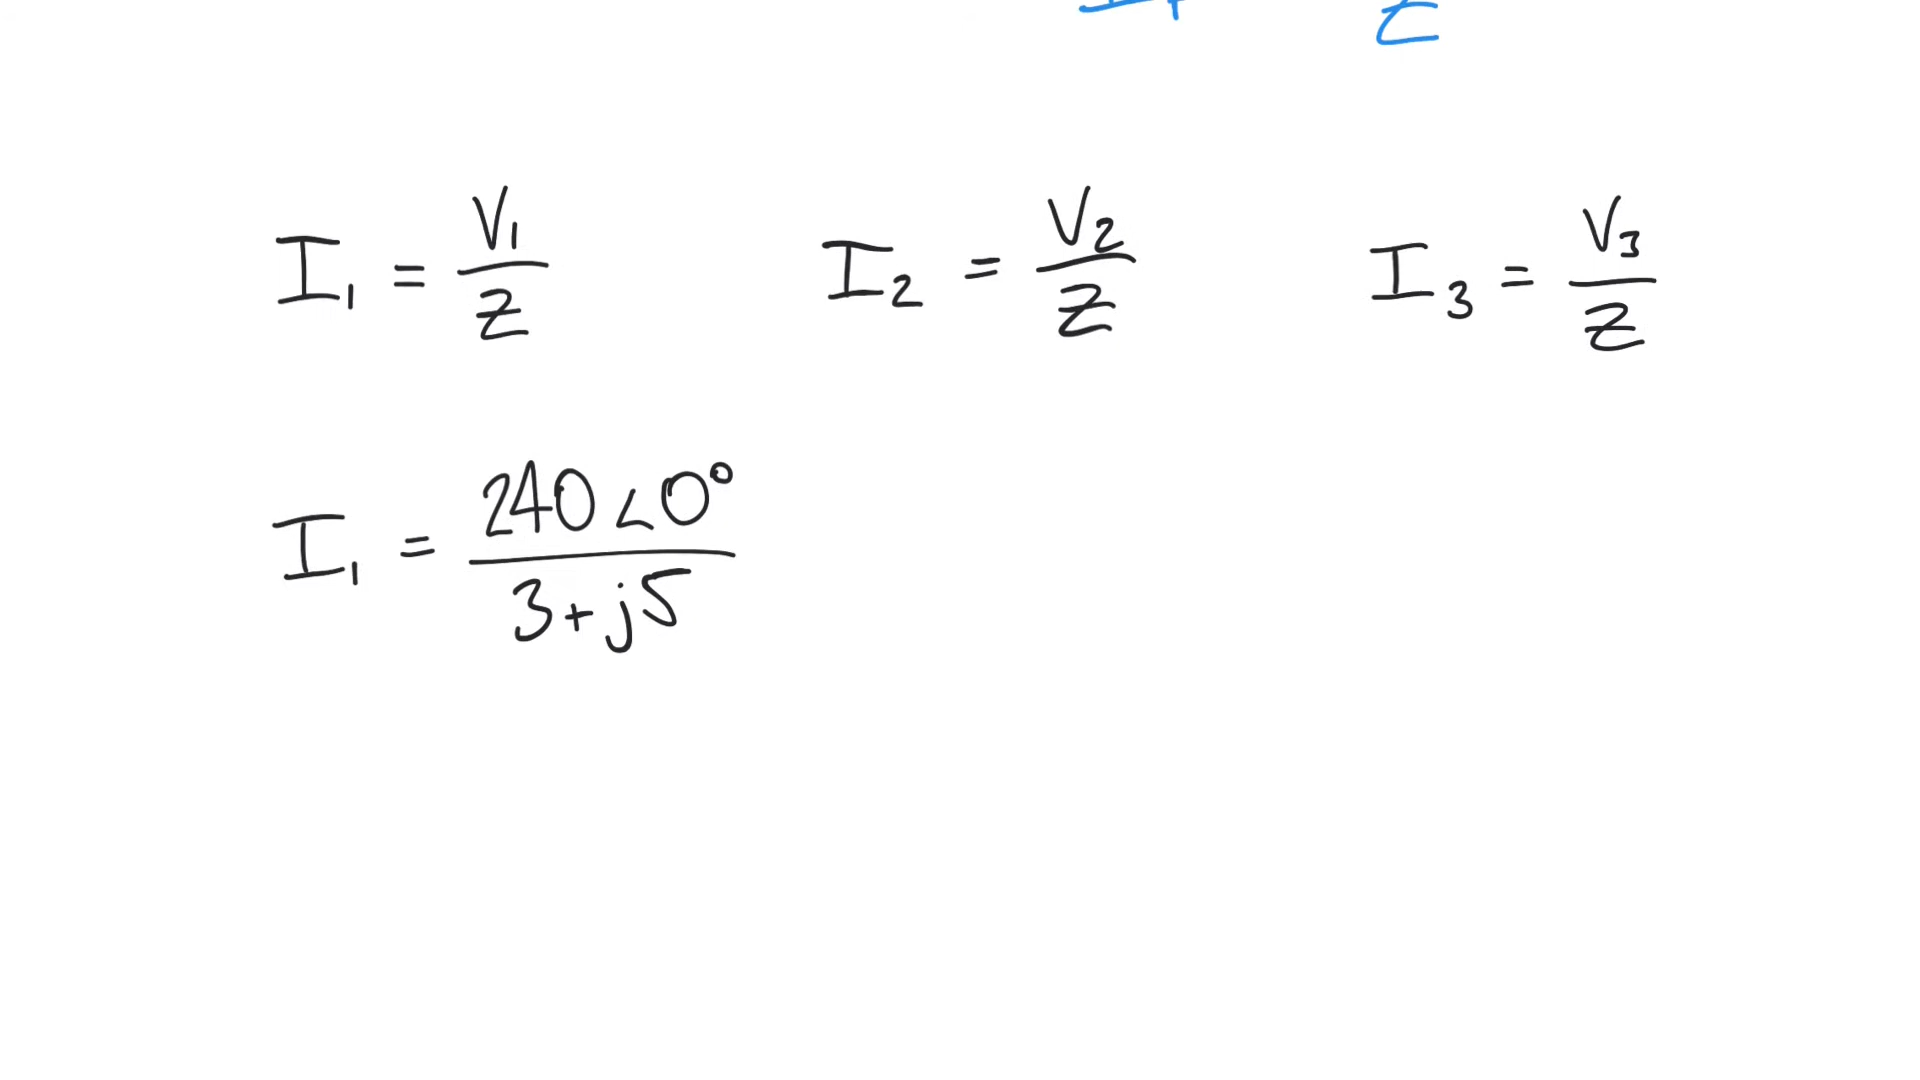 I₁ = V₁/Z I₂ = V₂/Z I₃ = V₃/Z
I₁ = 240<0°/3+j5